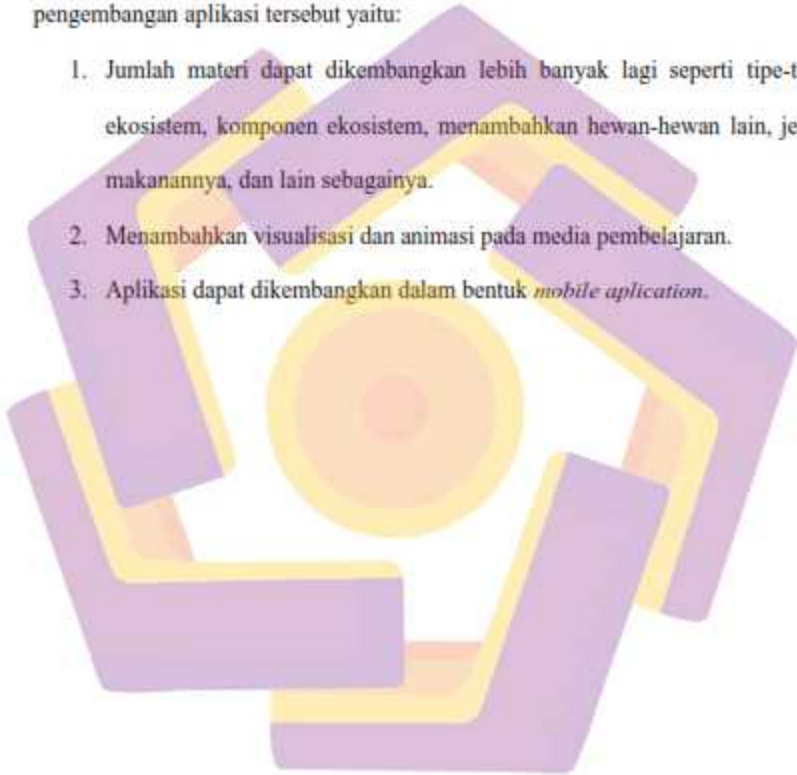 pengembangan aplikasi tersebut yaitu:
1. Jumlah materi dapat dikembangkan lebih banyak lagi seperti
ekosistem, komponen ekosistem, menambahkan hewan-hewan lain,
makanannya, dan lain sebagainya.
2. Menambahkan visualisasi dan animasi pada media pembelajaran.
3. Aplikasi dapat dikembangkan dalam bentuk mobile aplication.